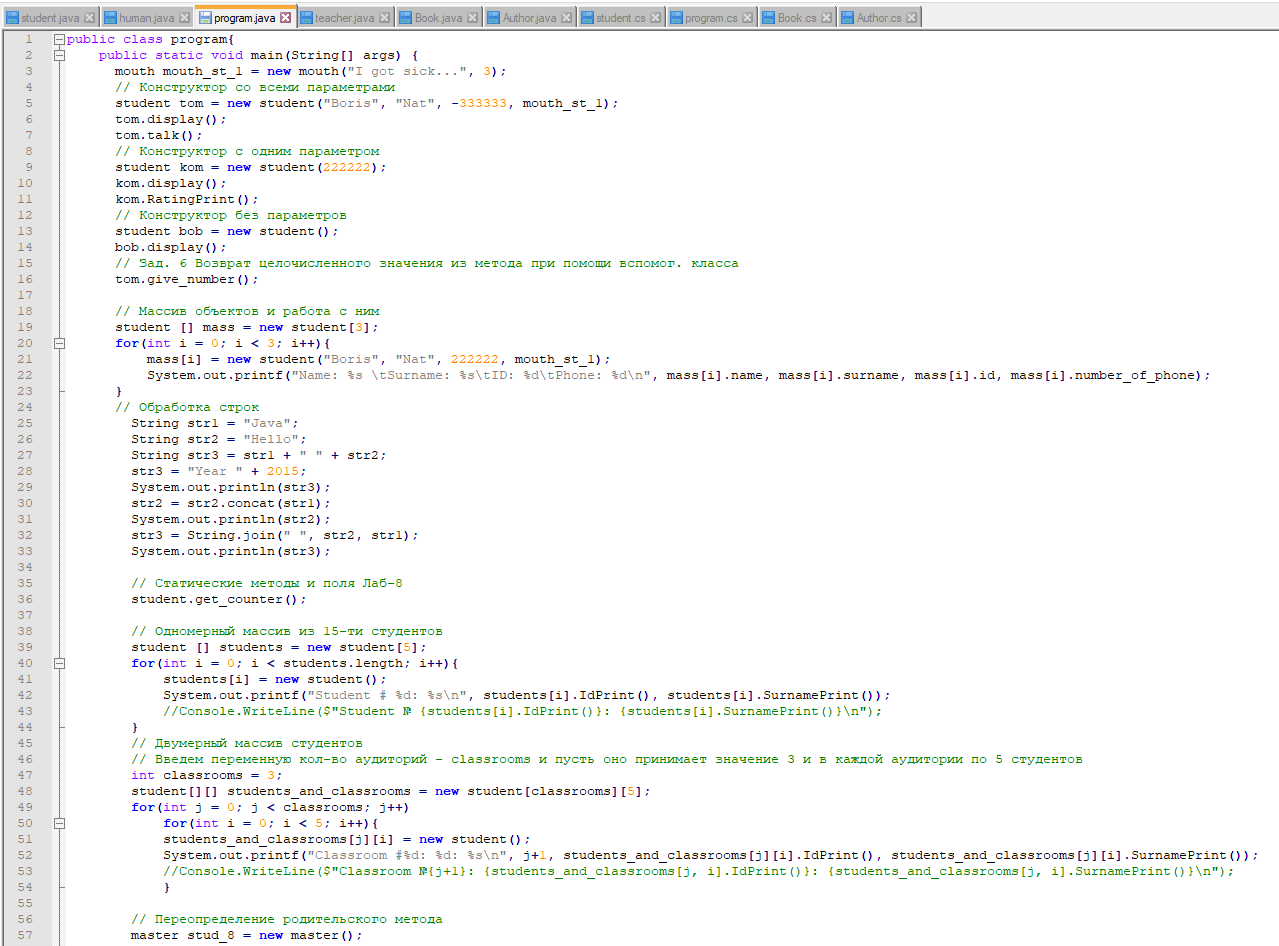 student.java human.java program.java teacher.java Book.java Author.java student.cs program.cs Book.cs Author.cs
1 public class program{
2 public static void main(String[] args) {
3 mouth mouth_st_1 = new mouth("I got sick...", 3);
4 // Конструктор со всеми параметрами
5 student tom = new student("Boris", "Nat", -333333, mouth_st_1);
6 tom.display();
7 tom.talk();
8 // Конструктор с одним параметром
9 student kom = new student(222222);
10 kom.display();
11 kom.RatingPrint();
12 // Конструктор без параметров
13 student bob = new student();
14 bob.display();
15 // Зад. 6 Возврат целочисленного значения из метода при помощи вспомог. класса
16 tom.give_number();
17
18 // Массив объектов и работа с ним
19 student [] mass = new student[3];
20 for(int i = 0; i < 3; i++){
21 mass[i] = new student("Boris", "Nat", 222222, mouth_st_1);
22 System.out.printf("Name: %s \tSurname: %s\tID: %d\tPhone: %d\n", mass[i].name, mass[i].surname, mass[i].id, mass[i].number_of_phone);
23 }
24 // Обработка строк
25 String str1 = "Java";
26 String str2 = "Hello";
27 String str3 = str1 + " " + str2;
28 str3 = "Year " + 2015;
29 System.out.println(str3);
30 str2 = str2.concat(str1);
31 System.out.println(str2);
32 str3 = String.join(" ", str2, str1);
33 System.out.println(str3);
34
35 // Статические методы и поля Лаб-8
36 student.get_counter();
37
38 // Одномерный массив из 15-ти студентов
39 student [] students = new student[5];
40 for(int i = 0; i < students.length; i++){
41 students[i] = new student();
42 System.out.printf("Student # %d: %s\n", students[i].IdPrint(), students[i].SurnamePrint());
43 //Console.WriteLine($"Student № {students[i].IdPrint()}: {students[i].SurnamePrint()}\n");
44 }
45 // Двумерный массив студентов
46 // Введем переменную кол-во аудиторий - classrooms и пусть оно принимает значение 3 и в каждой аудитории по 5 студентов
47 int classrooms = 3;
48 student[][] students_and_classrooms = new student[classrooms][5];
49 for(int j = 0; j < classrooms; j++)
50 for(int i = 0; i < 5; i++){
51 students_and_classrooms[j][i] = new student();
52 System.out.printf("Classroom #%d: %d: %s\n", j+1, students_and_classrooms[j][i].IdPrint(), students_and_classrooms[j][i].SurnamePrint());
53 //Console.WriteLine($"Classroom №{j+1}: {students_and_classrooms[j, i].IdPrint()}: {students_and_classrooms[j, i].SurnamePrint()}\n");
54 }
55
56 // Переопределение родительского метода
57 master stud_8 = new master();